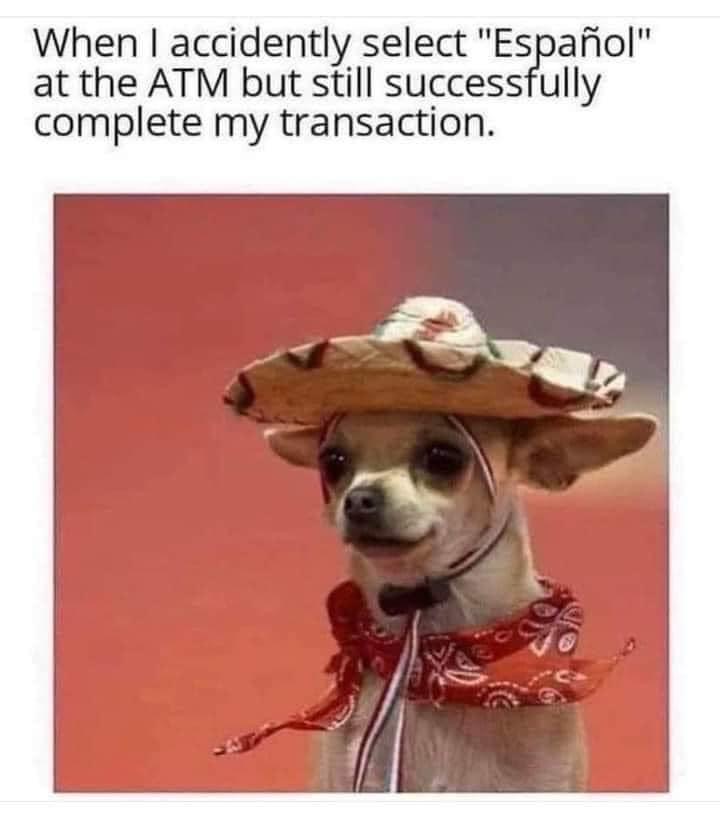 When I accidently select "Español"
at the ATM but still successfully
complete my transaction.